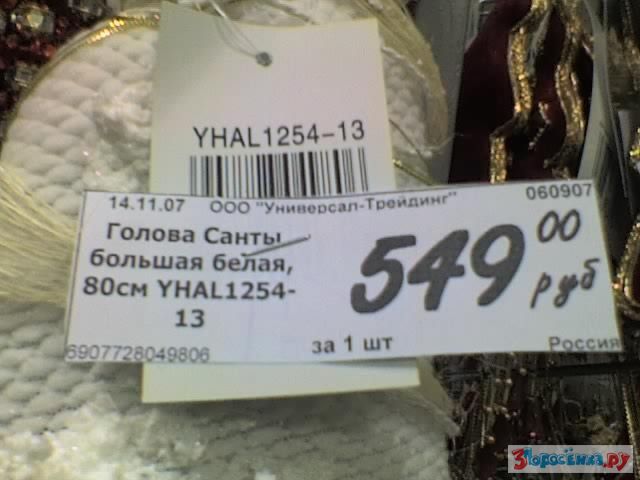 YHAL1254-13
14.11.07 ООО "Универсал-Трейдинг" 060907
Голова Санты
большая белая,
80см YHAL1254-
13
549 00
руб
6907728049806 за 1 шт Россия
3Поросёнка.ру